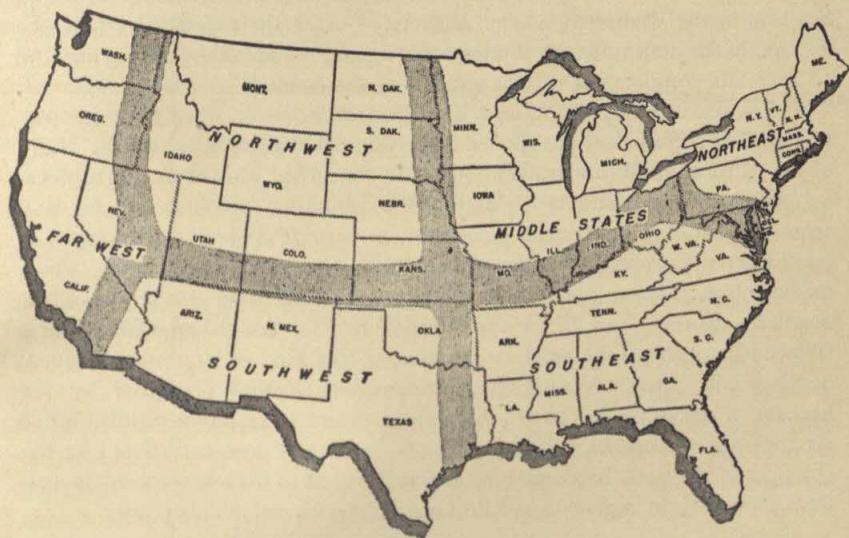 WASH.
MONT.
N. DAK.
MINN.
ME.
OREG.
IDAHO
NORTHWEST
S. DAK.
WIS.
MICH.
N.Y.
VT.
N. H.
MASS.
CONN.
NORTHEAST
WYO.
NEBR.
IOWA
PA.
NEV.
UTAH
COLO.
KANS.
MIDDLE STATES
ILL.
IND.
OHIO
W. VA.
VA.
FAR WEST
CALIF.
MO.
KY.
ARIZ.
N. MEX.
OKLA.
ARK.
TENN.
N. C.
S. C.
SOUTHWEST
SOUTHEAST
TEXAS
LA.
MISS.
ALA.
GA.
FLA.